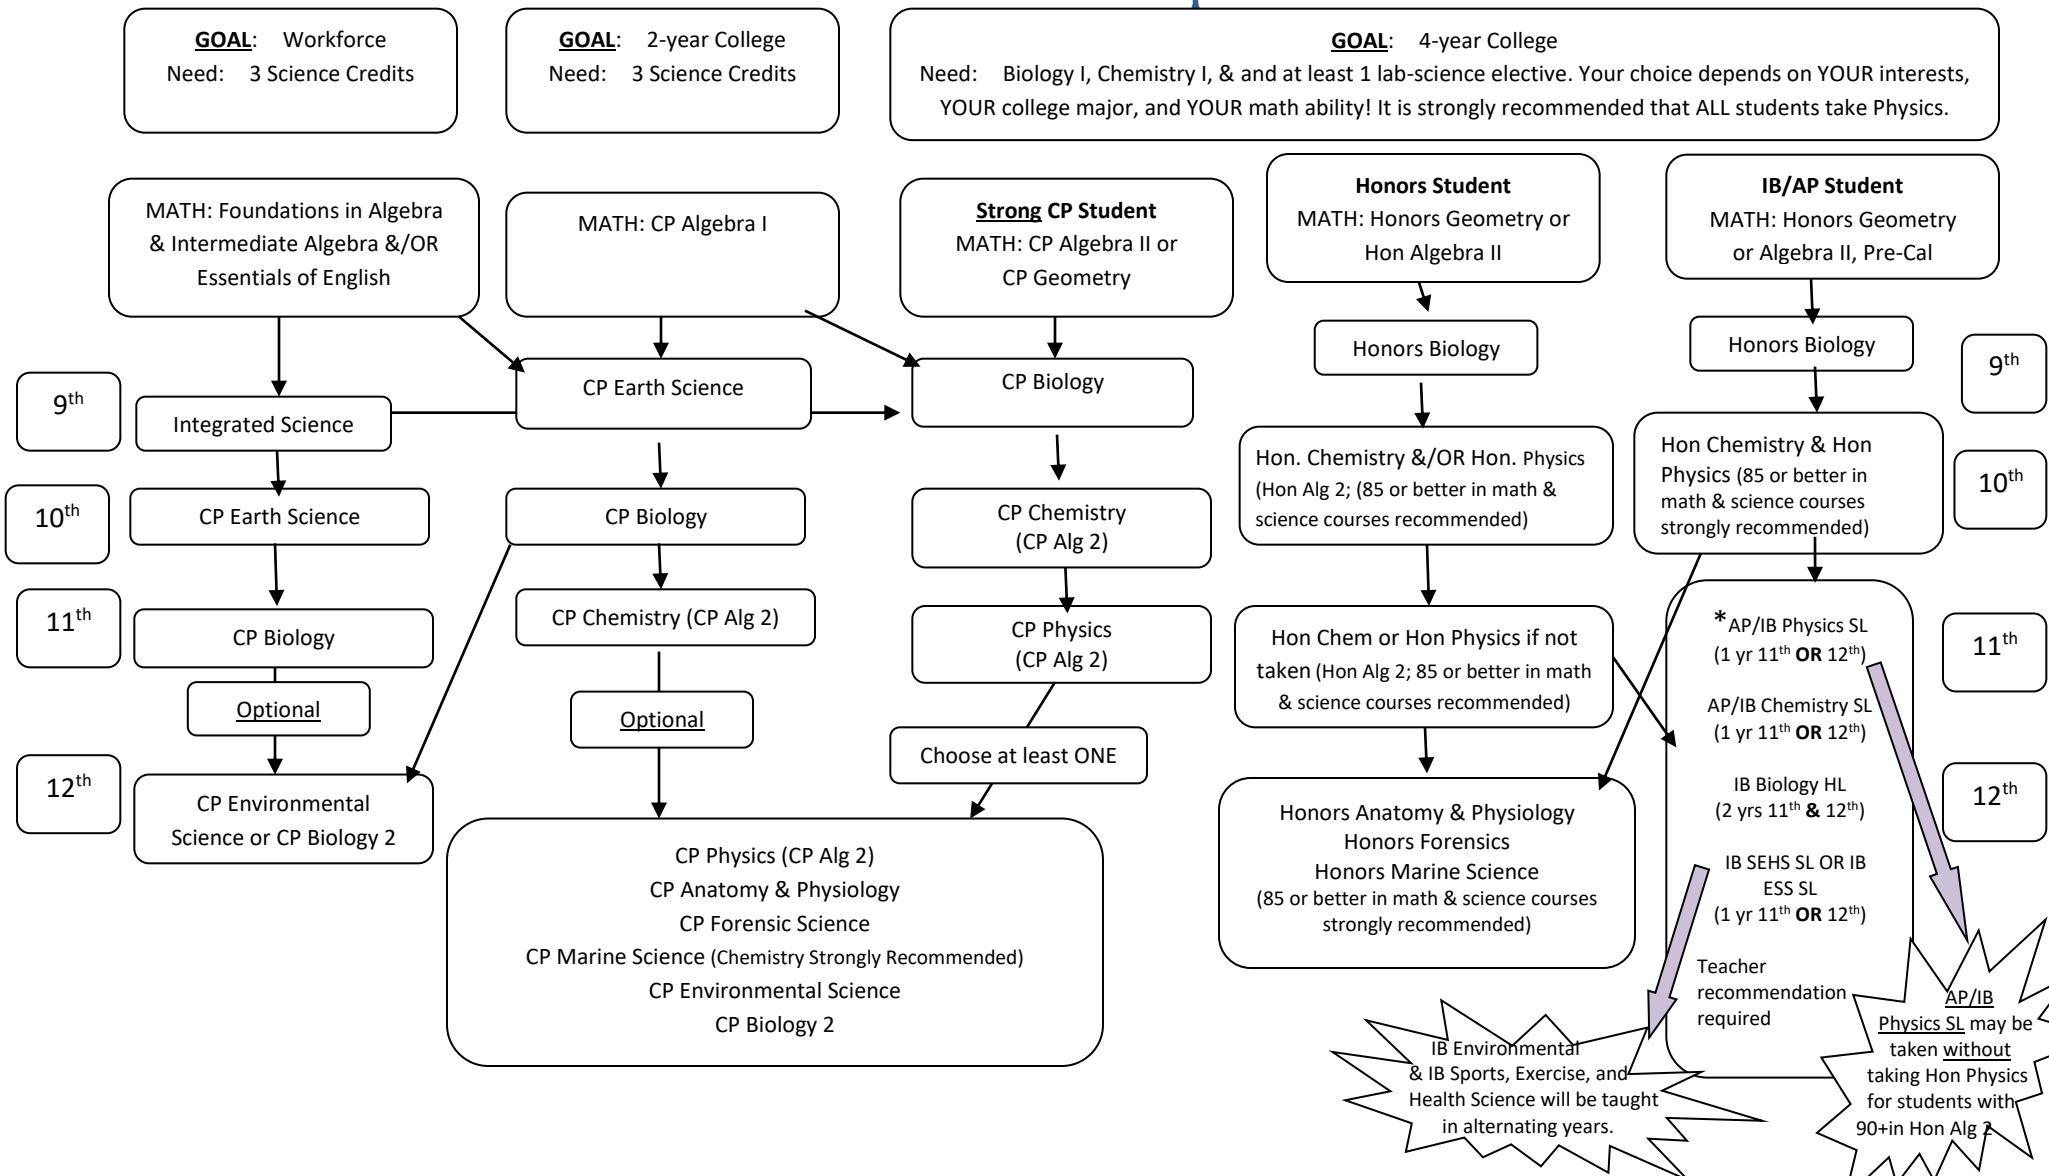 GOAL: Workforce
Need: 3 Science Credits
GOAL: 2-year College
Need: 3 Science Credits
GOAL: 4-year College
Need: Biology I, Chemistry I, & and at least 1 lab-science elective. Your choice depends on YOUR interests,
YOUR college major, and YOUR math ability! It is strongly recommended that ALL students take Physics.
MATH: Foundations in Algebra
& Intermediate Algebra &/OR
Essentials of English
MATH: CP Algebra I
Strong CP Student
MATH: CP Algebra II or
CP Geometry
Honors Student
MATH: Honors Geometry or
Hon Algebra II
IB/AP Student
MATH: Honors Geometry
or Algebra II, Pre-Cal
9th
Integrated Science
CP Earth Science
CP Biology
Honors Biology
Honors Biology
9th
10th
CP Earth Science
CP Biology
CP Chemistry
(CP Alg 2)
Hon. Chemistry &/OR Hon. Physics
(Hon Alg 2; (85 or better in math &
science courses recommended)
Hon Chemistry & Hon
Physics (85 or better in
math & science courses
strongly recommended)
10th
11th
CP Biology
CP Chemistry (CP Alg 2)
CP Physics
(CP Alg 2)
Hon Chem or Hon Physics if not
taken (Hon Alg 2; 85 or better in math
& science courses recommended)
*AP/IB Physics SL
(1 yr 11th OR 12th)
AP/IB Chemistry SL
(1 yr 11th OR 12th)
IB Biology HL
(2 yrs 11th & 12th)
IB SEHS SL OR IB
ESS SL
(1 yr 11th OR 12th)
Teacher
recommendation
required
11th
Optional
Optional
Choose at least ONE
12th
CP Environmental
Science or CP Biology 2
CP Physics (CP Alg 2)
CP Anatomy & Physiology
CP Forensic Science
CP Marine Science (Chemistry Strongly Recommended)
CP Environmental Science
CP Biology 2
Honors Anatomy & Physiology
Honors Forensics
Honors Marine Science
(85 or better in math & science courses
strongly recommended)
12th
IB Environmental
& IB Sports, Exercise, and
Health Science will be taught
in alternating years.
AP/IB
Physics SL may be
taken without
taking Hon Physics
for students with
90+in Hon Alg 2